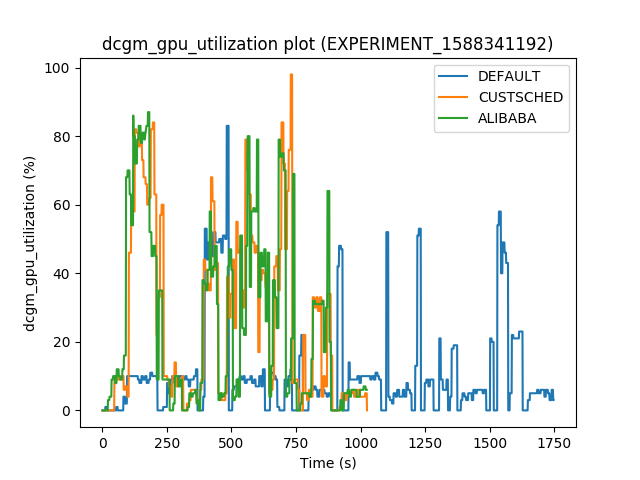 dcgm_gpu_utilization plot (EXPERIMENT_1588341192)
DEFAULT
CUSTSCHED
ALIBABA
dcgm_gpu_utilization (%)
100
80
60
40
20
0
0 250 500 750 1000 1250 1500 1750
Time (s)